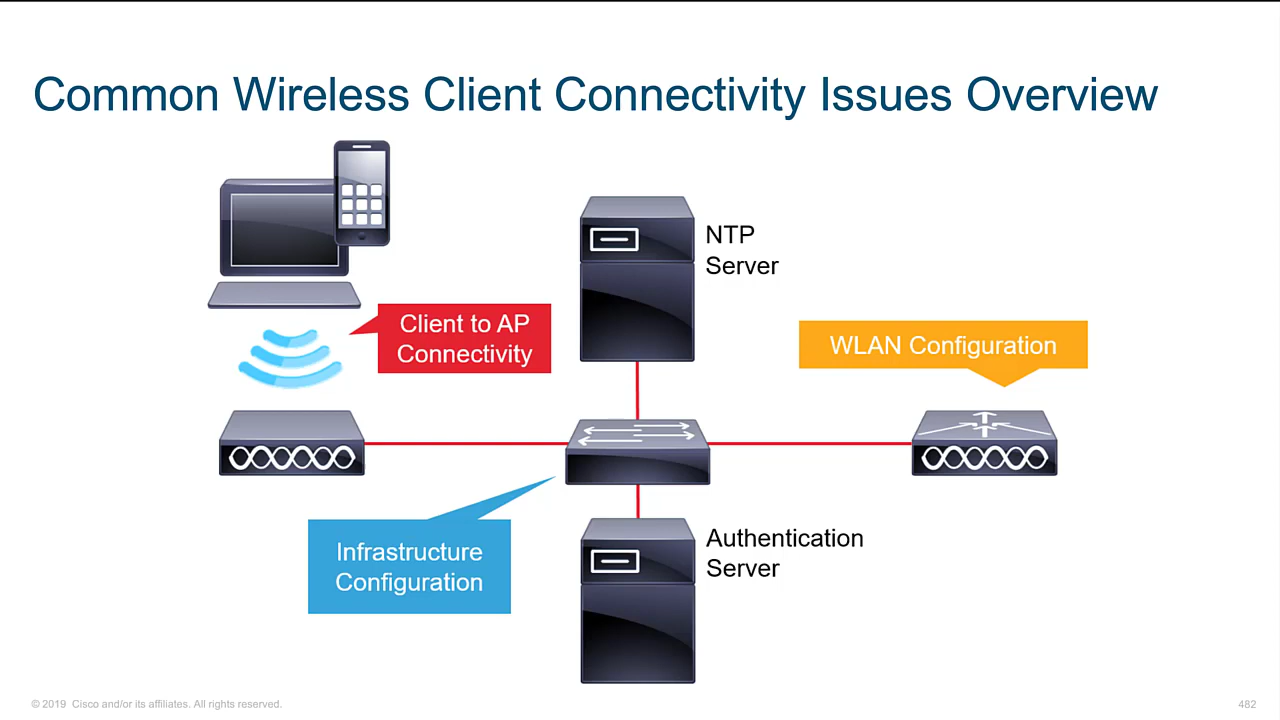 Common Wireless Client Connectivity Issues Overview
NTP
Server
Client to AP
Connectivity
WLAN Configuration
Infrastructure
Configuration
Authentication
Server
© 2019 Cisco and/or its affiliates. All rights reserved.
482